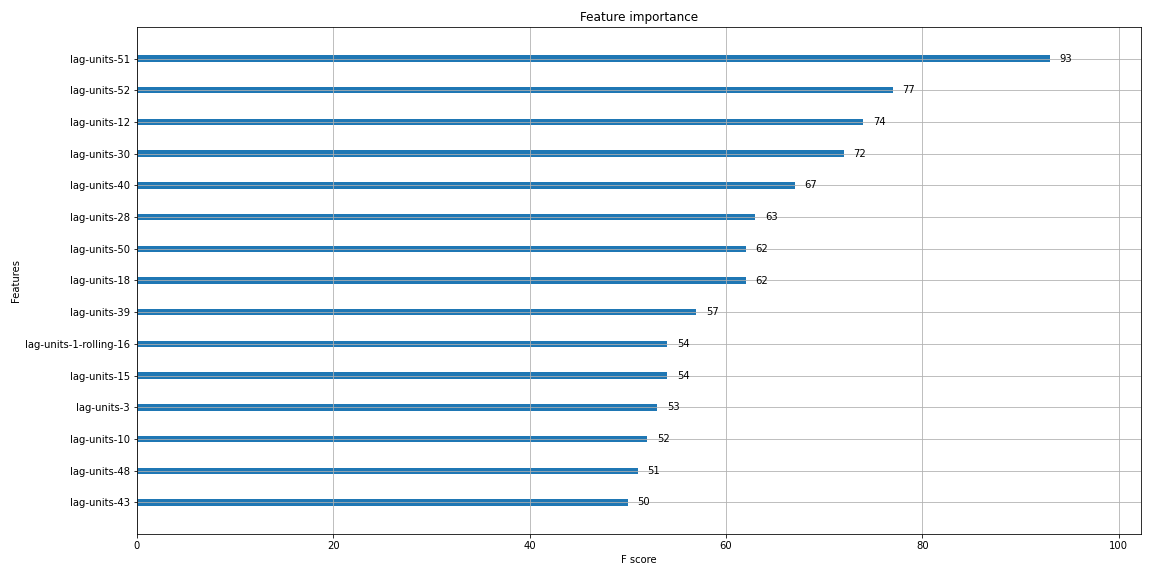 Feature importance
lag-units-51 93
lag-units-52 77
lag-units-12 74
lag-units-30 72
lag-units-40 67
lag-units-28 63
lag-units-50 62
lag-units-18 62
lag-units-39 57
lag-units-1-rolling-16 54
lag-units-15 54
lag-units-3 53
lag-units-10 52
lag-units-48 51
lag-units-43 50
Features
0 20 40 60 80 100
F score